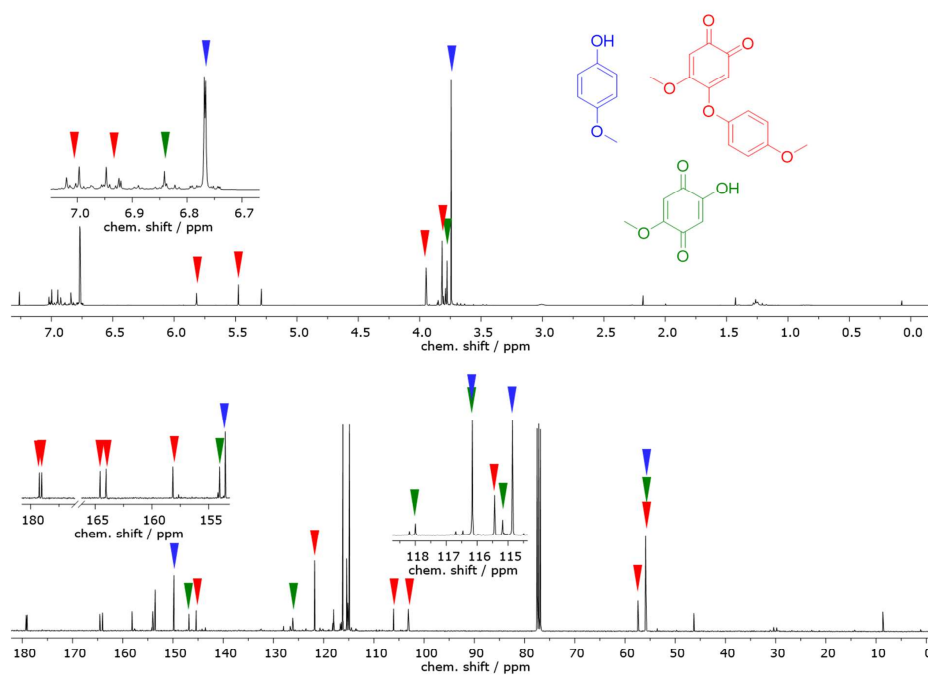 7.0 6.9 6.8 6.7
chem. shift / ppm
OH
O
O
O
O
O
O
O
OH
O
O
7.0 6.5 6.0 5.5 5.0 4.5 4.0 3.5 3.0 2.5 2.0 1.5 1.0 0.5 0.0
chem. shift / ppm
180 165 160 155
chem. shift / ppm
118 117 116 115
chem. shift / ppm
180 170 160 150 140 130 120 110 100 90 80 70 60 50 40 30 20 10 0
chem. shift / ppm